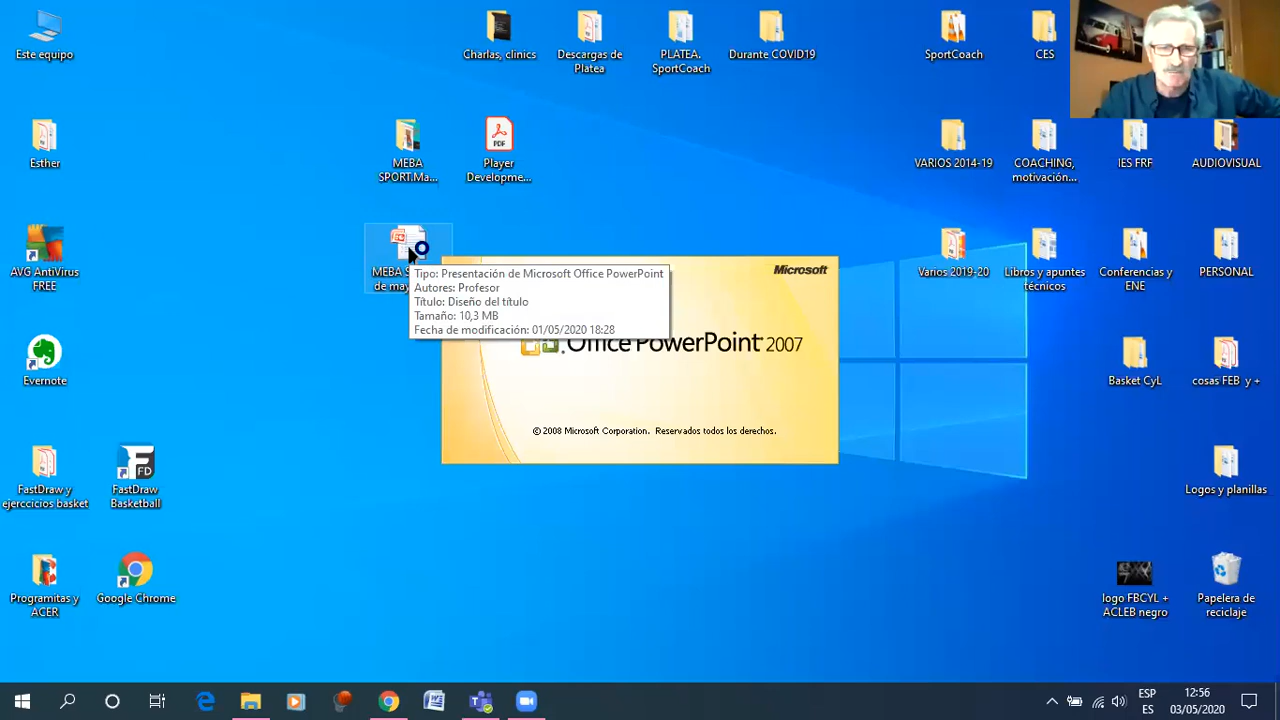 Este equipo
Charlas, clinics
Descargas de
Platea
PLATEA.
SportCoach
Durante COVID19
SportCoach
CES
Esther
MEBA
SPORT.Ma...
Player
Developme...
VARIOS 2014-19
COACHING,
motivación...
IES FRF
AUDIOVISUAL
PDF
AVG AntiVirus
FREE
MEBA S
de may
Tipo: Presentación de Microsoft Office PowerPoint
Autores: Profesor
Título: Diseño del título
Tamaño: 10,3 MB
Fecha de modificación: 01/05/2020 18:28
Microsoft
Office PowerPoint 2007
© 2008 Microsoft Corporation. Reservados todos los derechos.
Varios 2019-20
Libros y apuntes
técnicos
Conferencias y
ENE
PERSONAL
Evernote
Basket CyL
cosas FEB y +
FastDraw y
ejerccicios basket
FD
FastDraw
Basketball
Logos y planillas
Programitas y
ACER
Google Chrome
logo FBCYL +
ACLEB negro
Papelera de
reciclaje
ESP
ES
12:56
03/05/2020